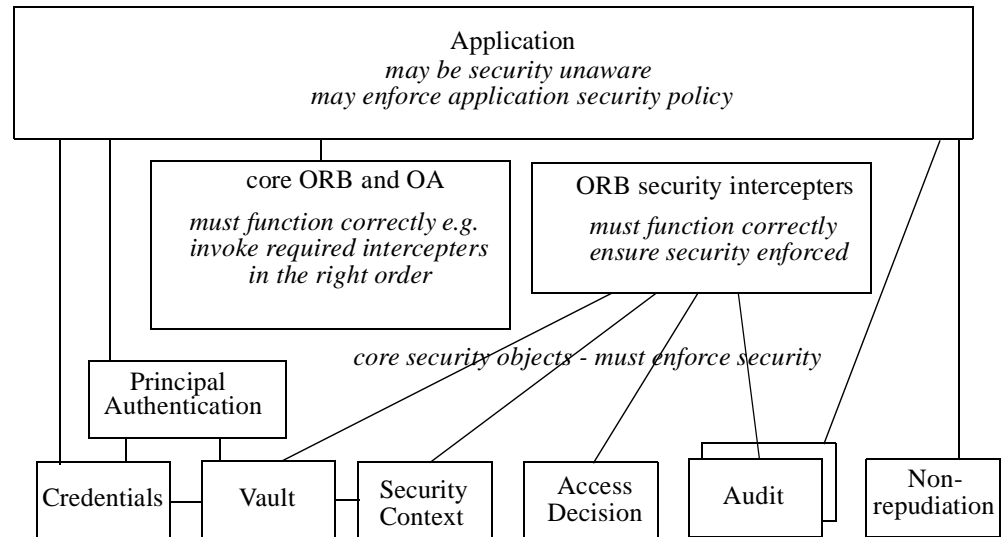 Application
may be security unaware
may enforce application security policy
core ORB and OA
must function correctly e.g.
invoke required intercepters
in the right order
ORB security intercepters
must function correctly
ensure security enforced
core security objects - must enforce security
Principal
Authentication
Credentials
Vault
Security
Context
Access
Decision
Audit
Non-
repudiation